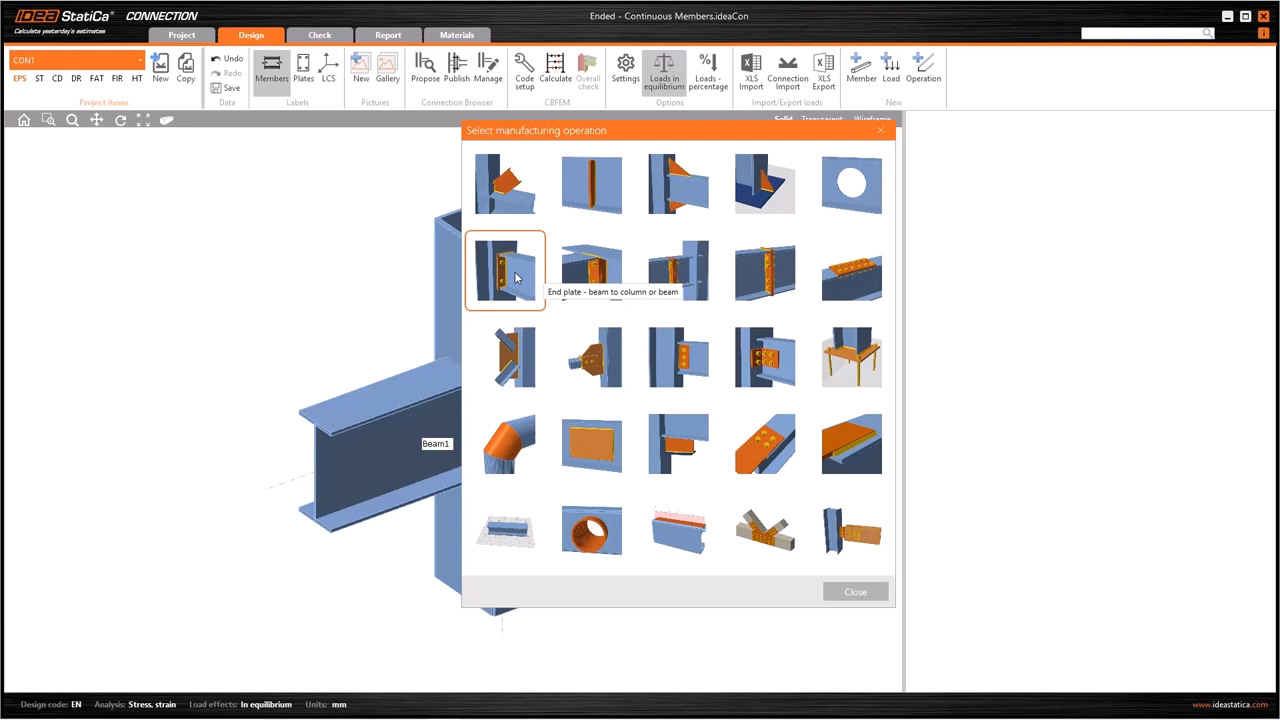 IDEA StatiCa CONNECTION
Calculate yesterday's estimates
Ended - Continuous Members.ideaCon
Project
Design
Check
Report
Materials
CON1
EPS ST CD DR FAT FIR HT
Project items
New
Copy
Undo
Redo
Save
Data
Members
Plates
LCS
Labels
New
Gallery
Pictures
Propose
Publish
Manage
Connection Browser
Code setup
Calculate
Overall check
CBFEM
Settings
Loads in equilibrium
Loads - percentage
Options
XLS Import
Connection Import
XLS Export
Import/Export loads
Member
Load
Operation
New
Solid Transparent Wireframe
Select manufacturing operation
End plate - beam to column or beam
Beam1
Close
Design code: EN Analysis: Stress, strain Load effects: In equilibrium Units: mm
www.ideastatica.com